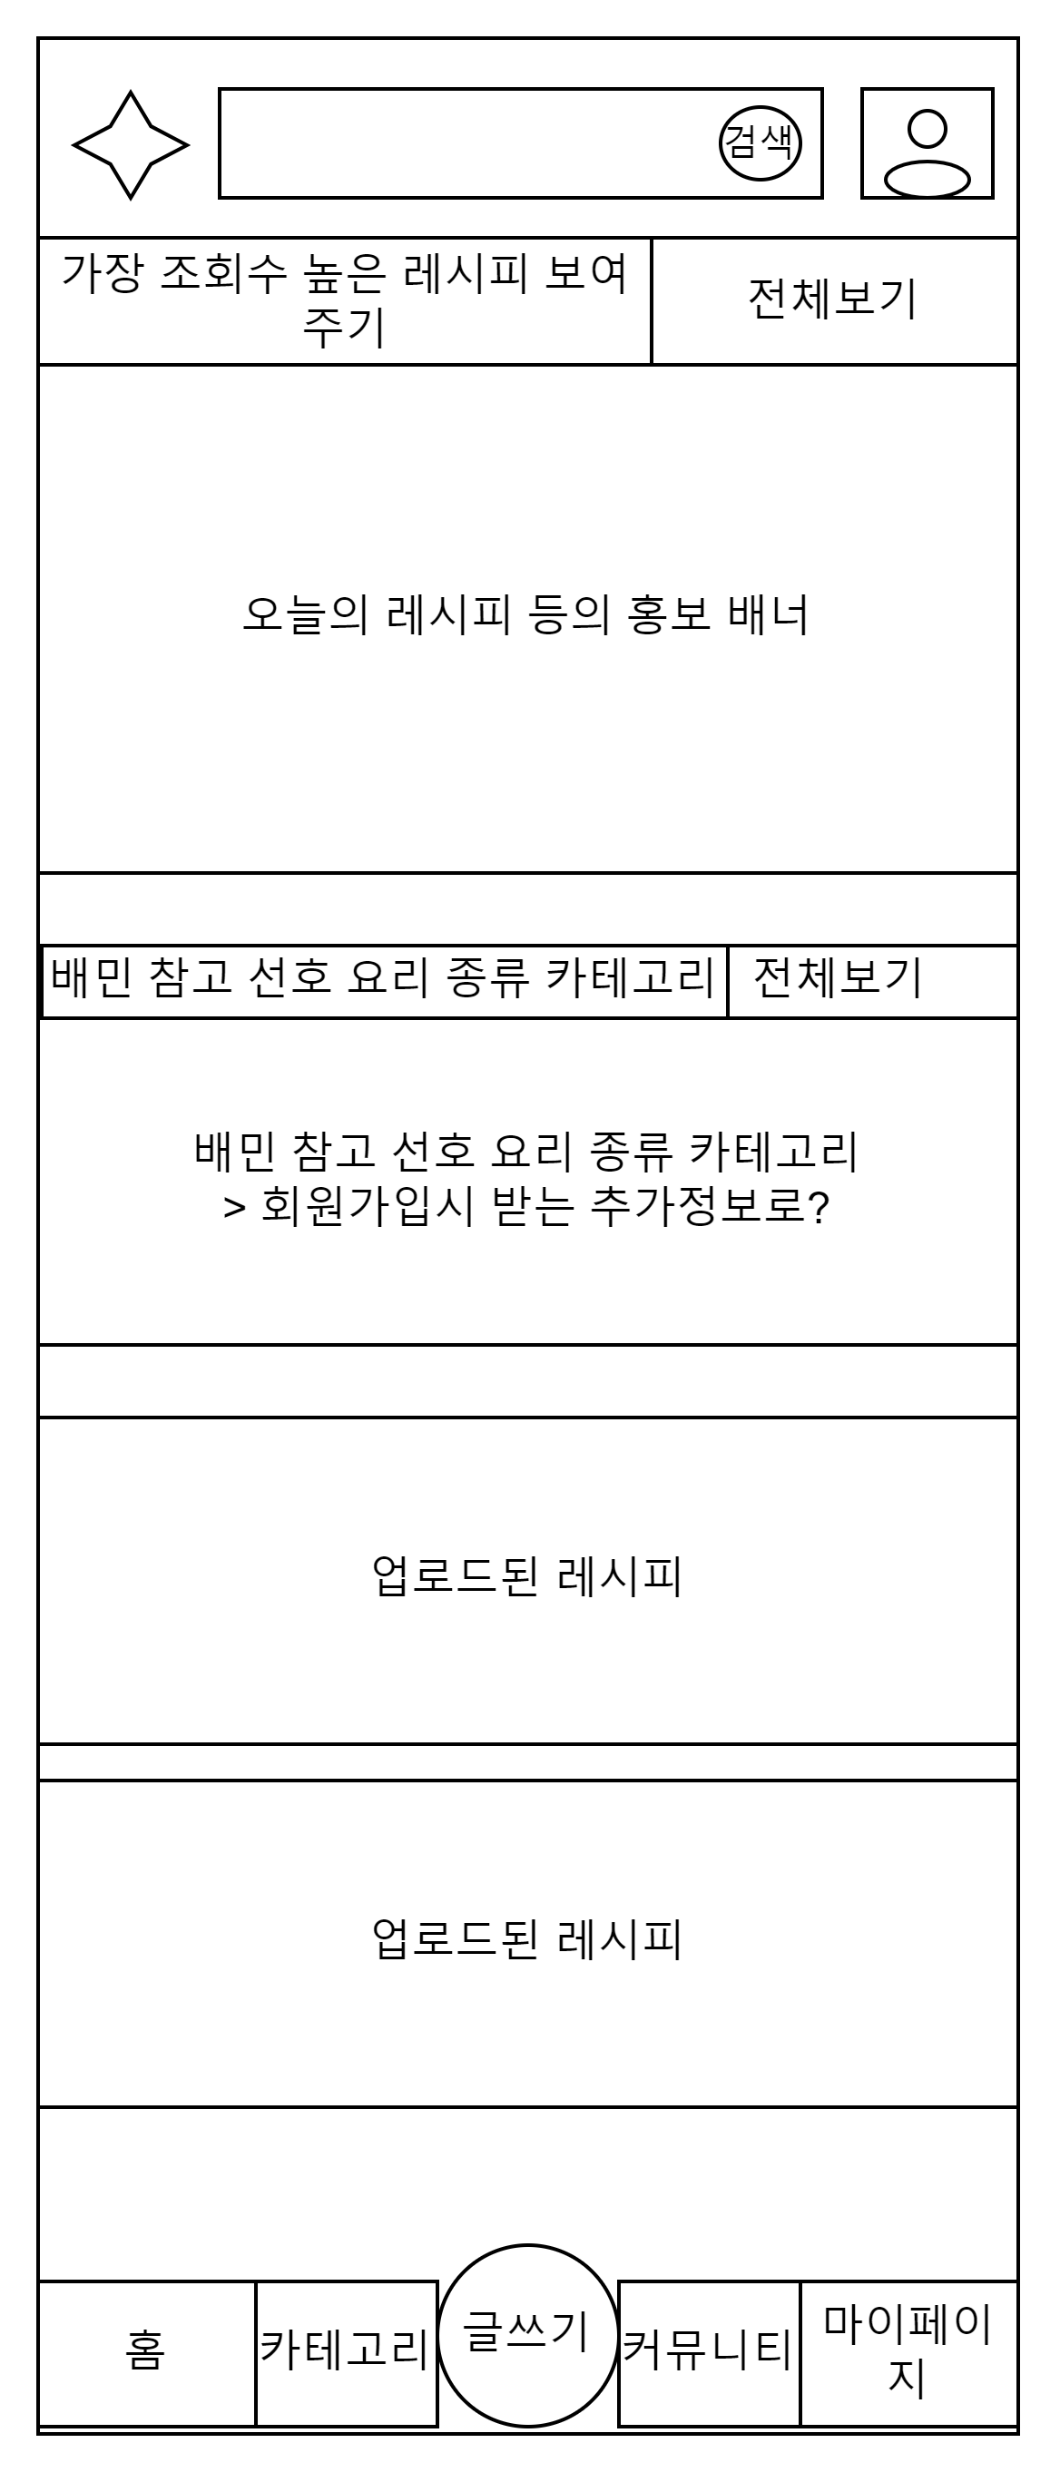 검색
가장 조회수 높은 레시피 보여
주기
전체보기
오늘의 레시피 등의 홍보 배너
배민 참고 선호 요리 종류 카테고리
전체보기
배민 참고 선호 요리 종류 카테고리
> 회원가입시 받는 추가정보로?
업로드된 레시피
업로드된 레시피
홈
카테고리
글쓰기
커뮤니티
마이페이
지